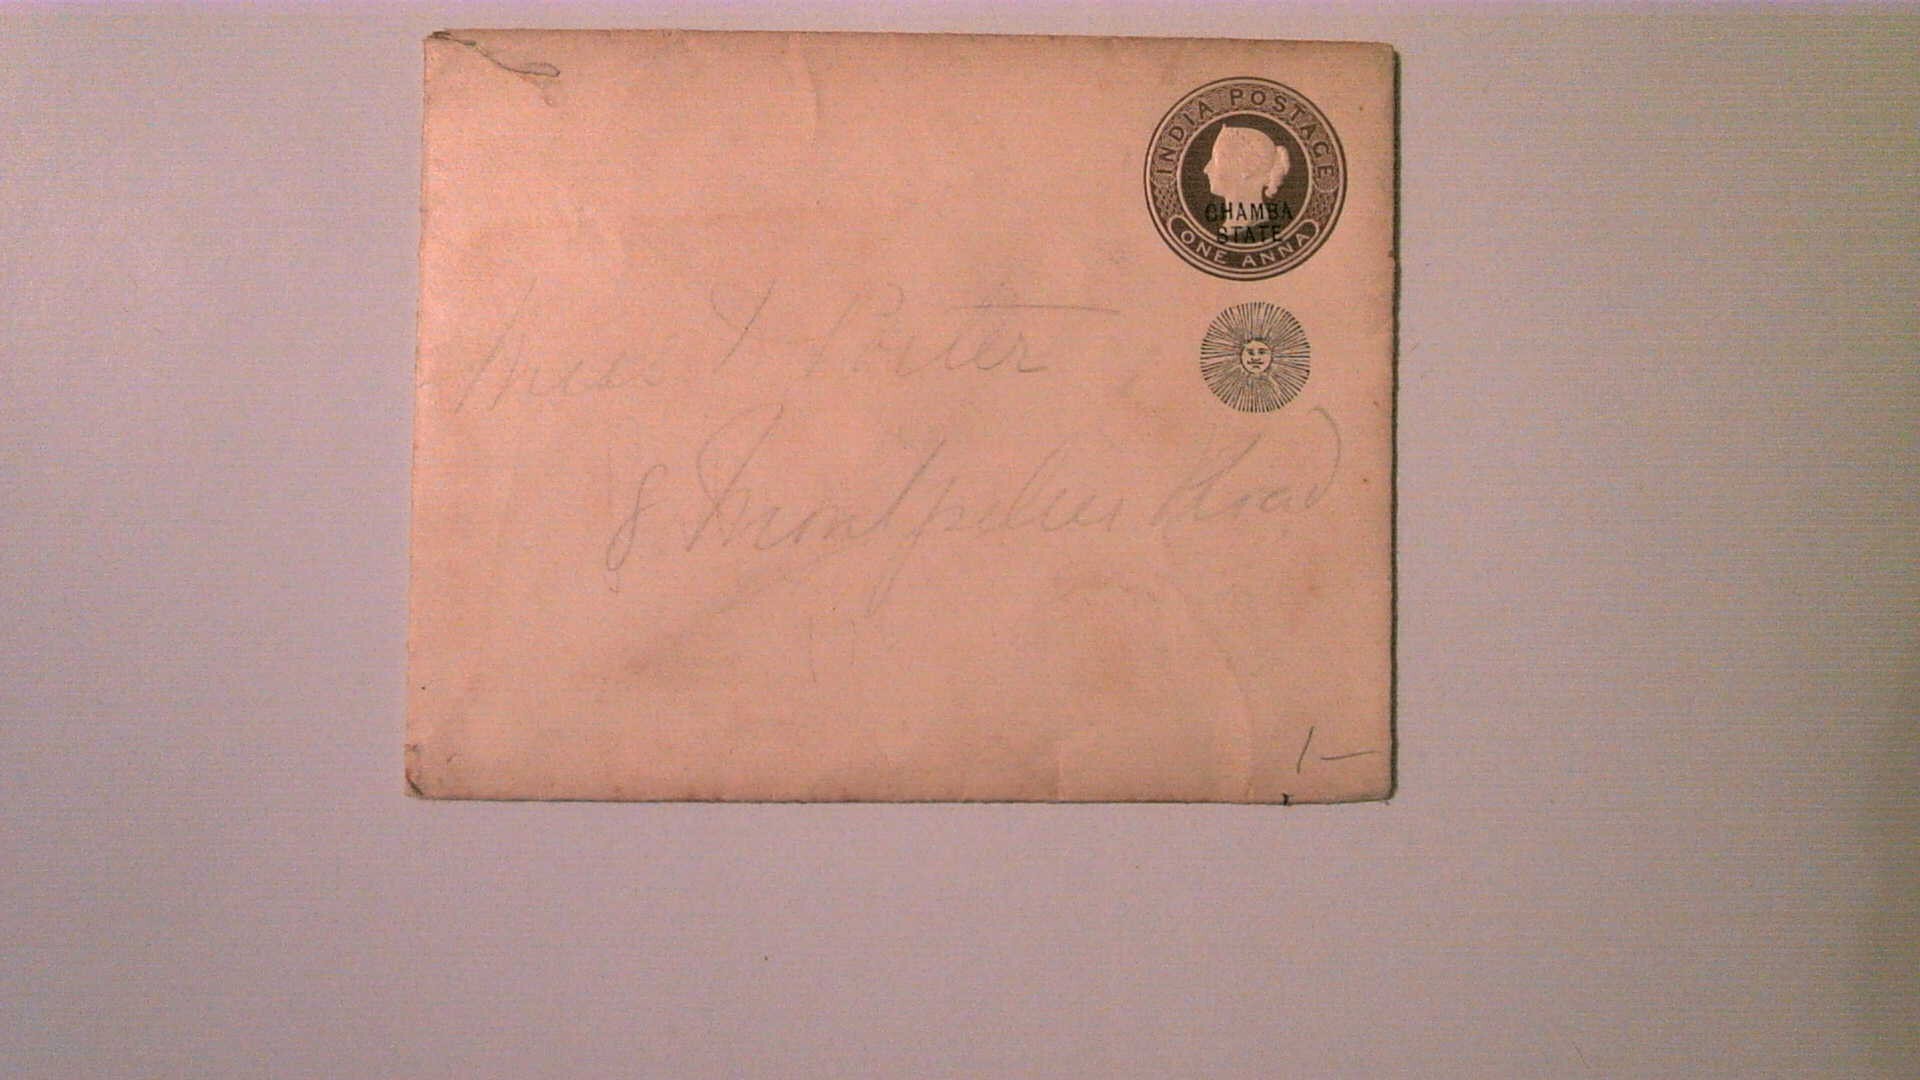 INDIA POSTAGE
CHAMBA
STATE
ONE ANNA
Miss Y Porter
8 Montpelier Road
1-